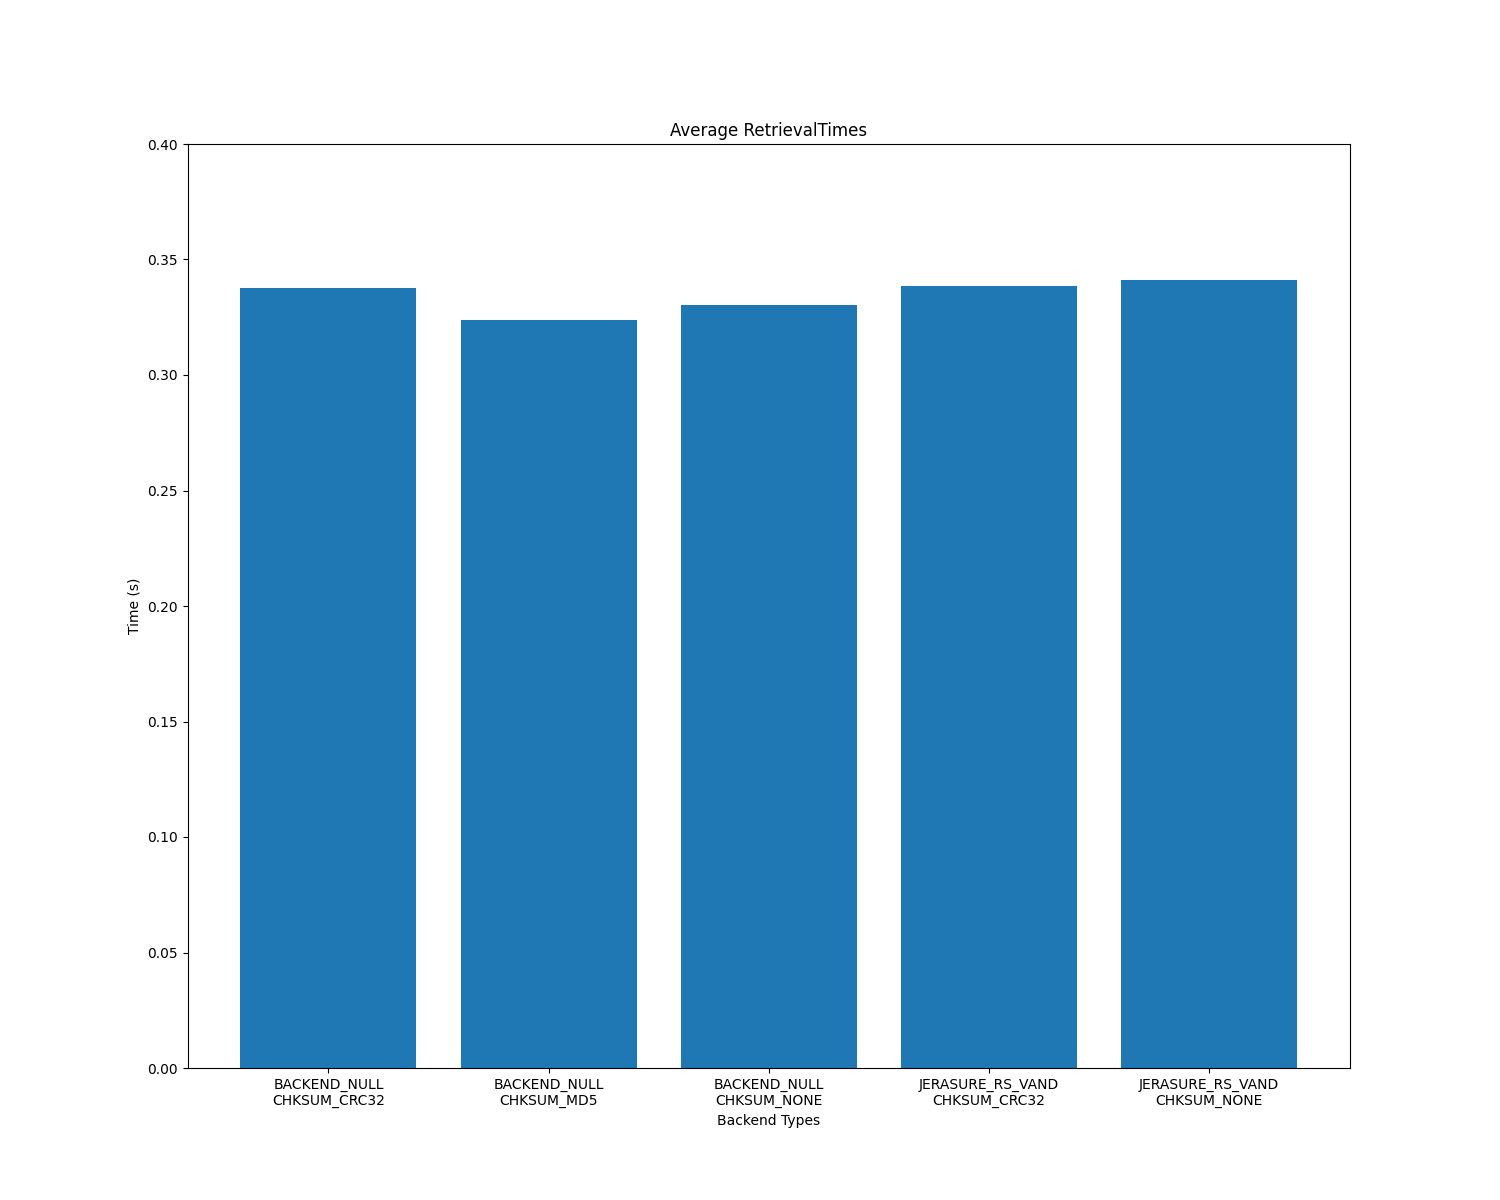 Average RetrievalTimes
0.40
0.35
0.30
0.25
0.20
0.15
0.10
0.05
0.00
Time (s)
BACKEND_NULL
CHKSUM_CRC32
BACKEND_NULL
CHKSUM_MD5
BACKEND_NULL
CHKSUM_NONE
JERASURE_RS_VAND
CHKSUM_CRC32
JERASURE_RS_VAND
CHKSUM_NONE
Backend Types